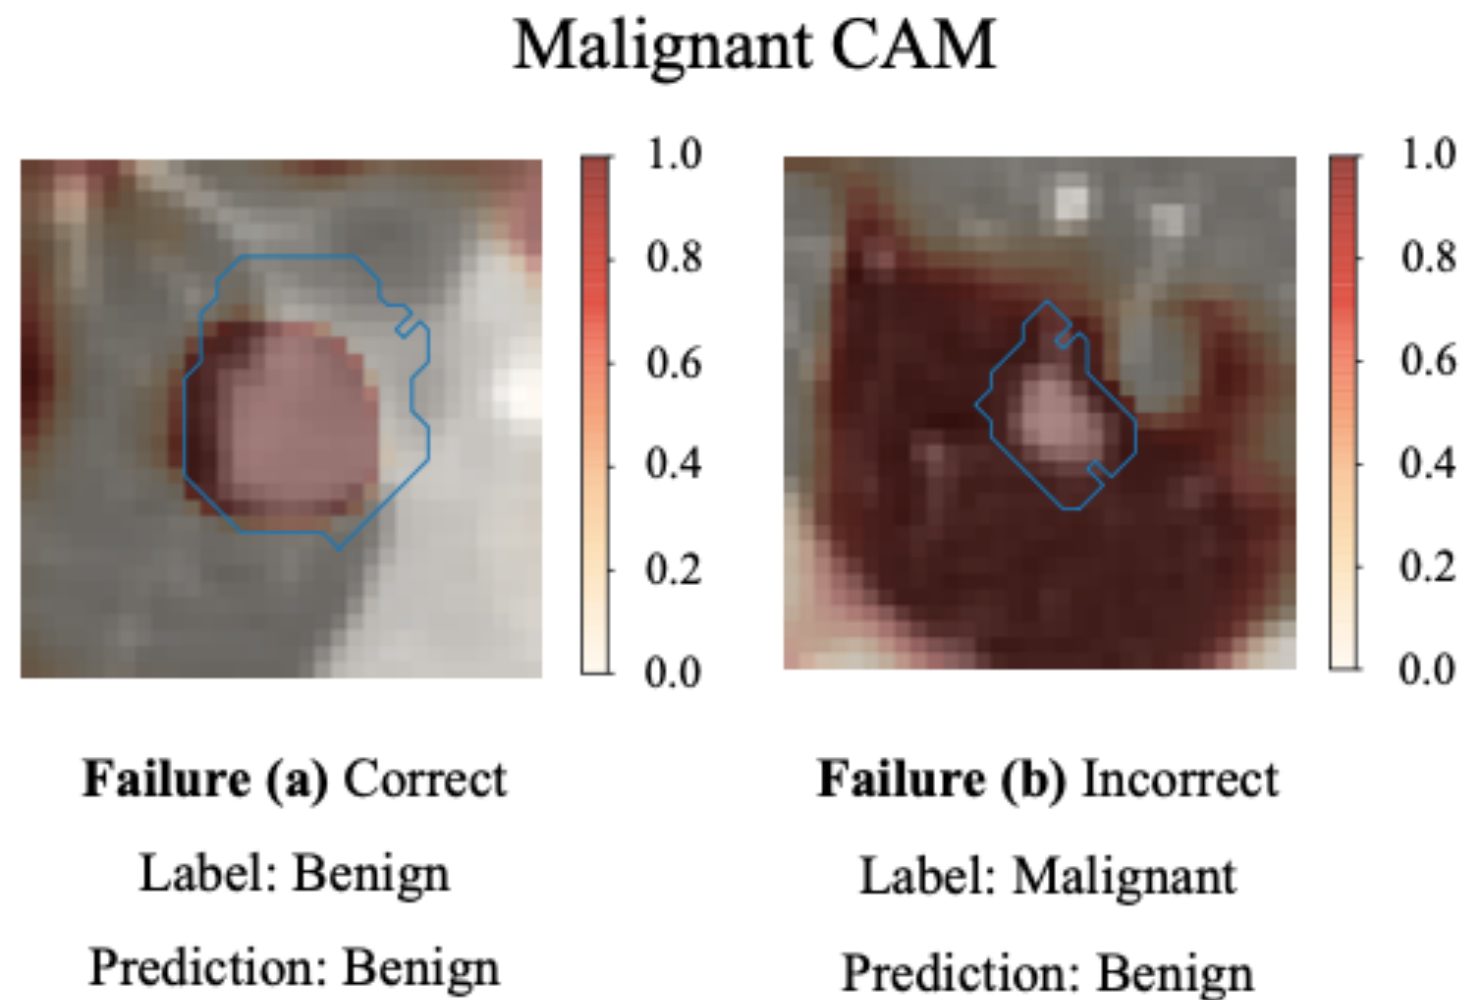 Malignant CAM
1.0
0.8
0.6
0.4
0.2
0.0
1.0
0.8
0.6
0.4
0.2
0.0
Failure (a) Correct
Label: Benign
Prediction: Benign
Failure (b) Incorrect
Label: Malignant
Prediction: Benign